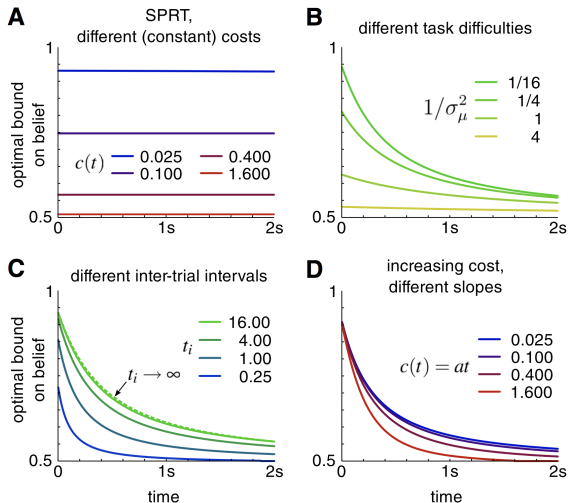 A
SPRT,
different (constant) costs
1
optimal bound
on belief
c(t)
0.025
0.400
0.100
1.600
0.5
0
1s
2s
B
different task difficulties
1
1/σ²μ
1/16
1/4
1
4
0.5
0
1s
2s
C
different inter-trial intervals
1
optimal bound
on belief
tᵢ
16.00
4.00
1.00
0.25
tᵢ → ∞
0.5
0
1s
2s
time
D
increasing cost,
different slopes
1
c(t) = at
0.025
0.100
0.400
1.600
0.5
0
1s
2s
time